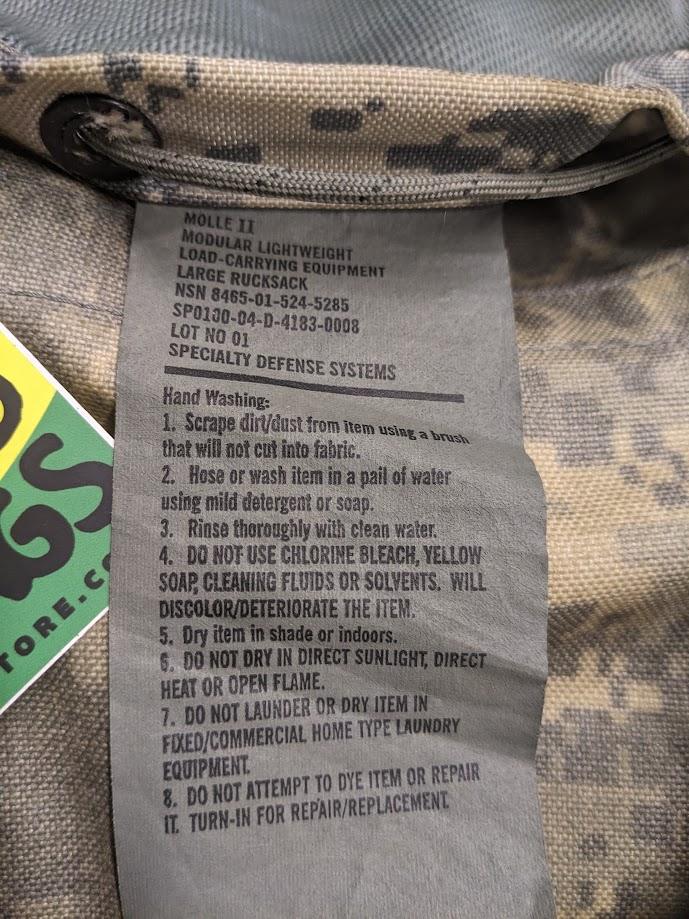 MOLLE II
MODULAR LIGHTWEIGHT
LOAD-CARRYING EQUIPMENT
LARGE RUCKSACK
NSN 8465-01-524-5285
SP0100-04-D-4183-0008
LOT NO 01
SPECIALTY DEFENSE SYSTEMS
Hand Washing:
1. Scrape dirt/dust from item using a brush
that will not cut into fabric.
2. Hose or wash item in a pail of water
using mild detergent or soap.
3. Rinse thoroughly with clean water.
4. DO NOT USE CHLORINE BLEACH, YELLOW
SOAP, CLEANING FLUIDS OR SOLVENTS. WILL
DISCOLOR/DETERIORATE THE ITEM.
5. Dry item in shade or indoors.
6. DO NOT DRY IN DIRECT SUNLIGHT, DIRECT
HEAT OR OPEN FLAME.
7. DO NOT LAUNDER OR DRY ITEM IN
FIXED/COMMERCIAL HOME TYPE LAUNDRY
EQUIPMENT.
8. DO NOT ATTEMPT TO DYE ITEM OR REPAIR
IT. TURN-IN FOR REPAIR/REPLACEMENT.
GS
TORE.C